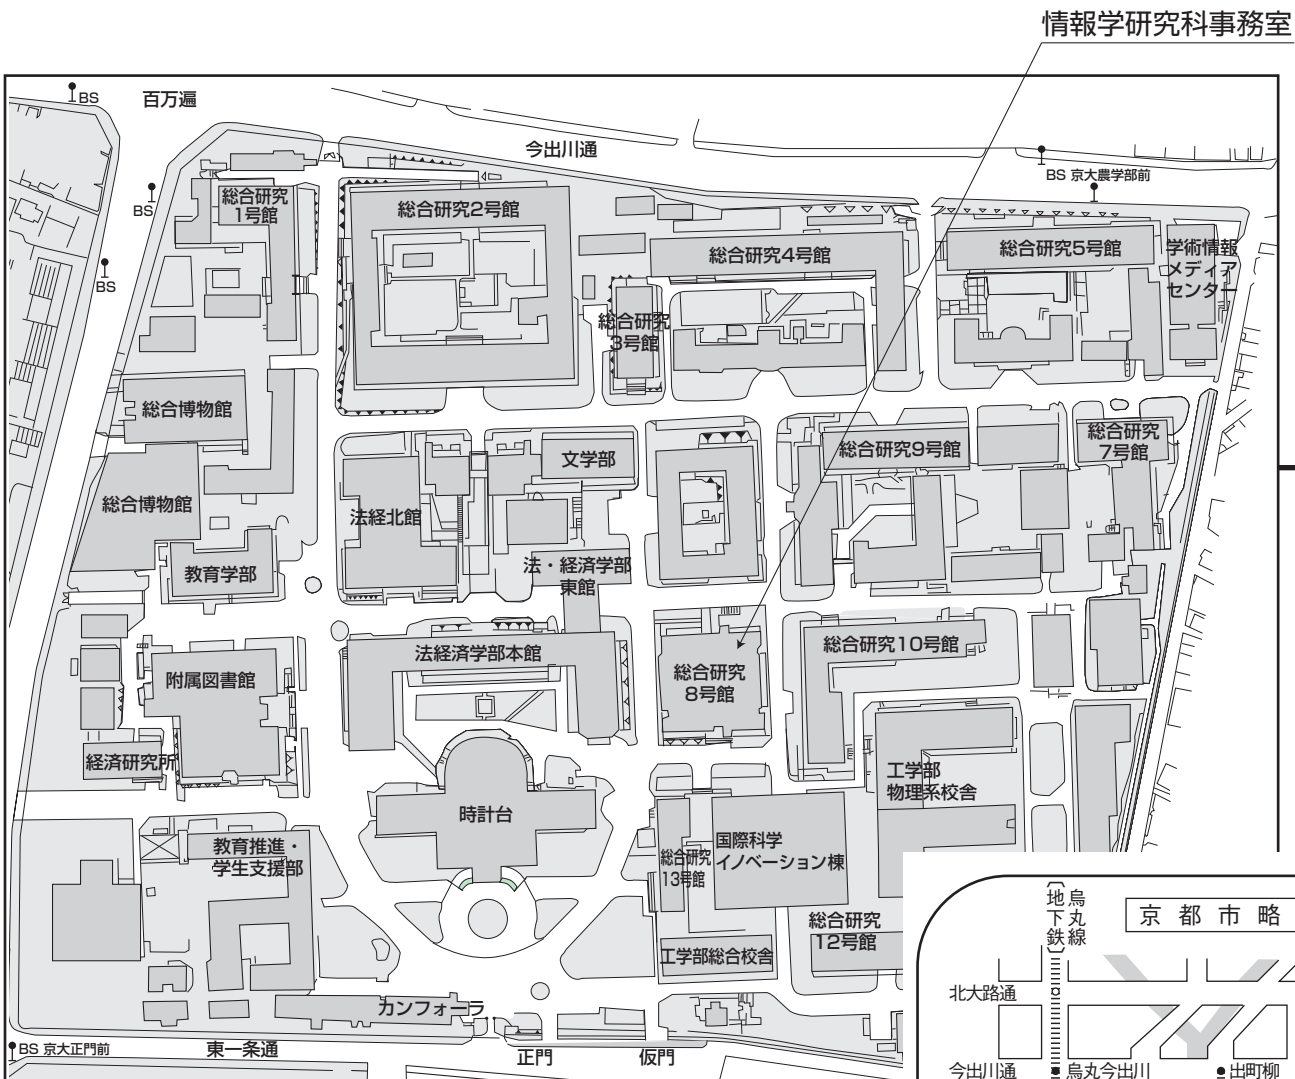 情報学研究科事務室
BS
百万遍
今出川通
BS 京大農学部前
BS
総合研究
1号館
総合研究2号館
総合研究4号館
総合研究5号館
学術情報
メディア
センター
BS
総合研究
3号館
総合博物館
文学部
総合研究9号館
総合研究
7号館
総合博物館
法経北館
教育学部
法・経済学部
東館
附属図書館
法経済学部本館
総合研究
8号館
総合研究10号館
経済研究所
工学部
物理系校舎
時計台
教育推進・
学生支援部
総合研究
13号館
国際科学
イノベーション棟
総合研究
12号館
工学部総合校舎
カンフォーラ
BS 京大正門前
東一条通
正門
仮門
地下鉄
烏丸線
京都市略
北大路通
今出川通
烏丸今出川
出町柳